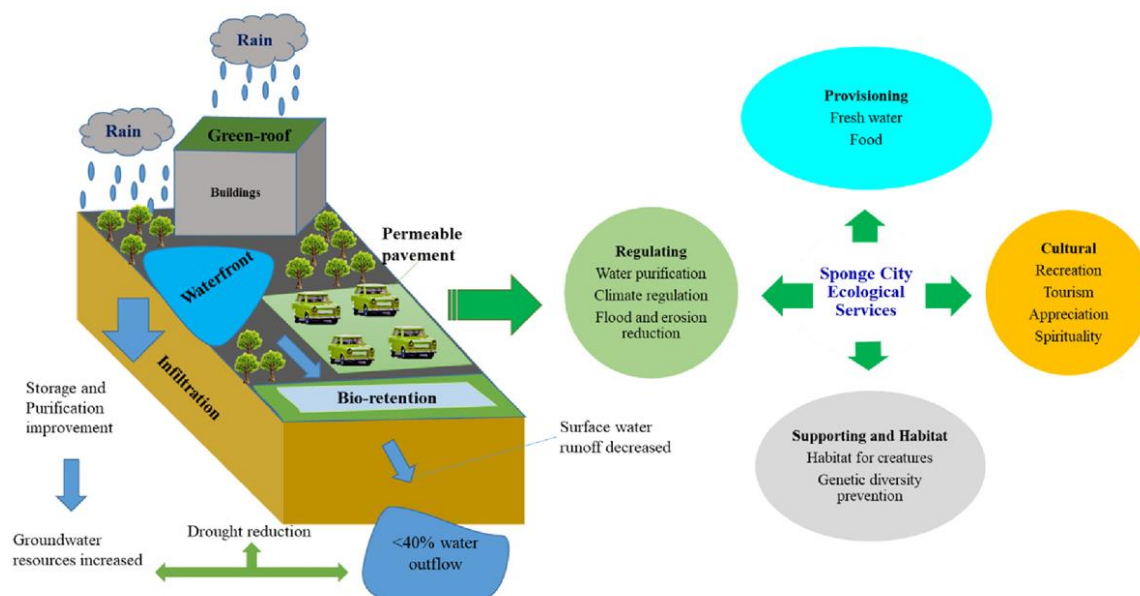 Rain
Rain
Green-roof
Buildings
Waterfront
Permeable
pavement
Infiltration
Bio-retention
Storage and
Purification
improvement
Surface water
runoff decreased
Groundwater
resources increased
Drought reduction
<40% water
outflow
Provisioning
Fresh water
Food
Regulating
Water purification
Climate regulation
Flood and erosion
reduction
Sponge City
Ecological
Services
Cultural
Recreation
Tourism
Appreciation
Spirituality
Supporting and Habitat
Habitat for creatures
Genetic diversity
prevention